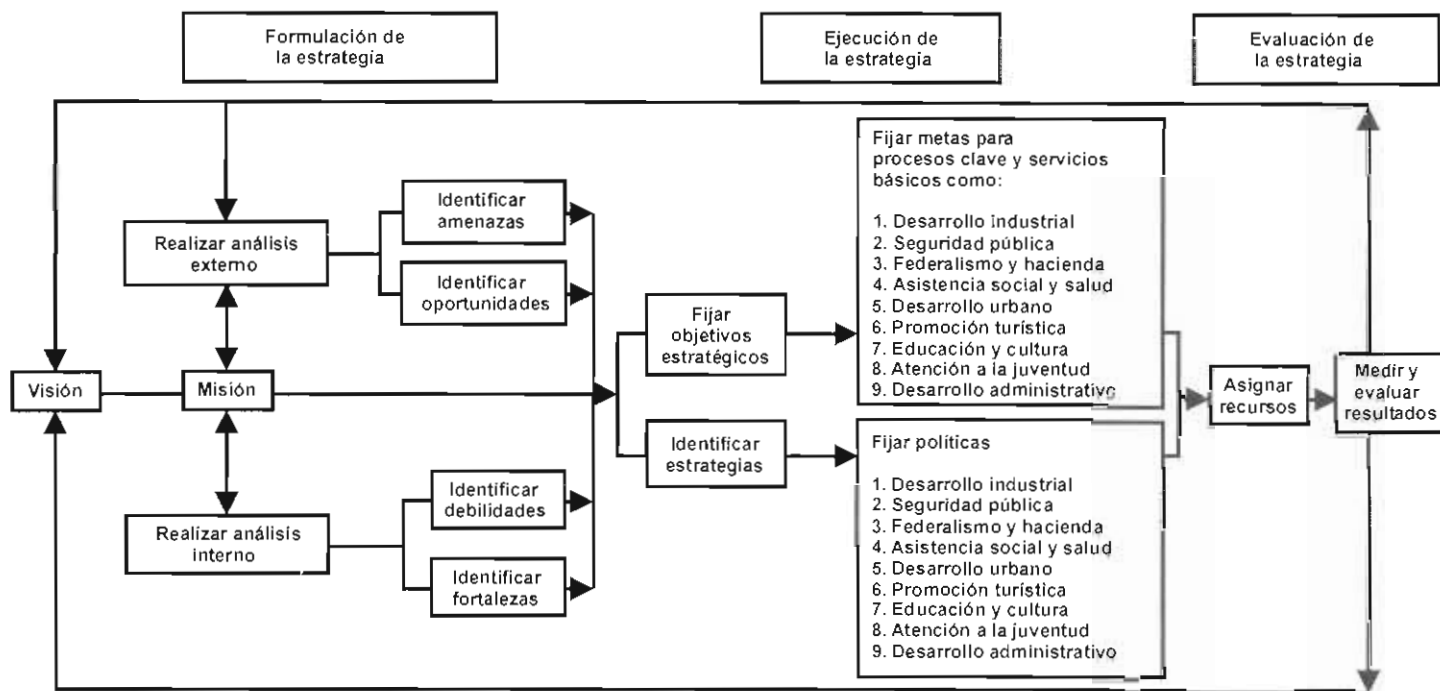 Formulación de
la estrategia
Ejecución de
la estrategia
Evaluación de
la estrategia
Visión
Misión
Realizar análisis
externo
Identificar
amenazas
Identificar
oportunidades
Realizar análisis
interno
Identificar
debilidades
Identificar
fortalezas
Fijar
objetivos
estratégicos
Identificar
estrategias
Fijar metas para
procesos clave y servicios
básicos como:
1. Desarrollo industrial
2. Seguridad pública
3. Federalismo y hacienda
4. Asistencia social y salud
5. Desarrollo urbano
6. Promoción turística
7. Educación y cultura
8. Atención a la juventud
9. Desarrollo administrativo
Fijar políticas
1. Desarrollo industrial
2. Seguridad pública
3. Federalismo y hacienda
4. Asistencia social y salud
5. Desarrollo urbano
6. Promoción turística
7. Educación y cultura
8. Atención a la juventud
9. Desarrollo administrativo
Asignar
recursos
Medir y
evaluar
resultados